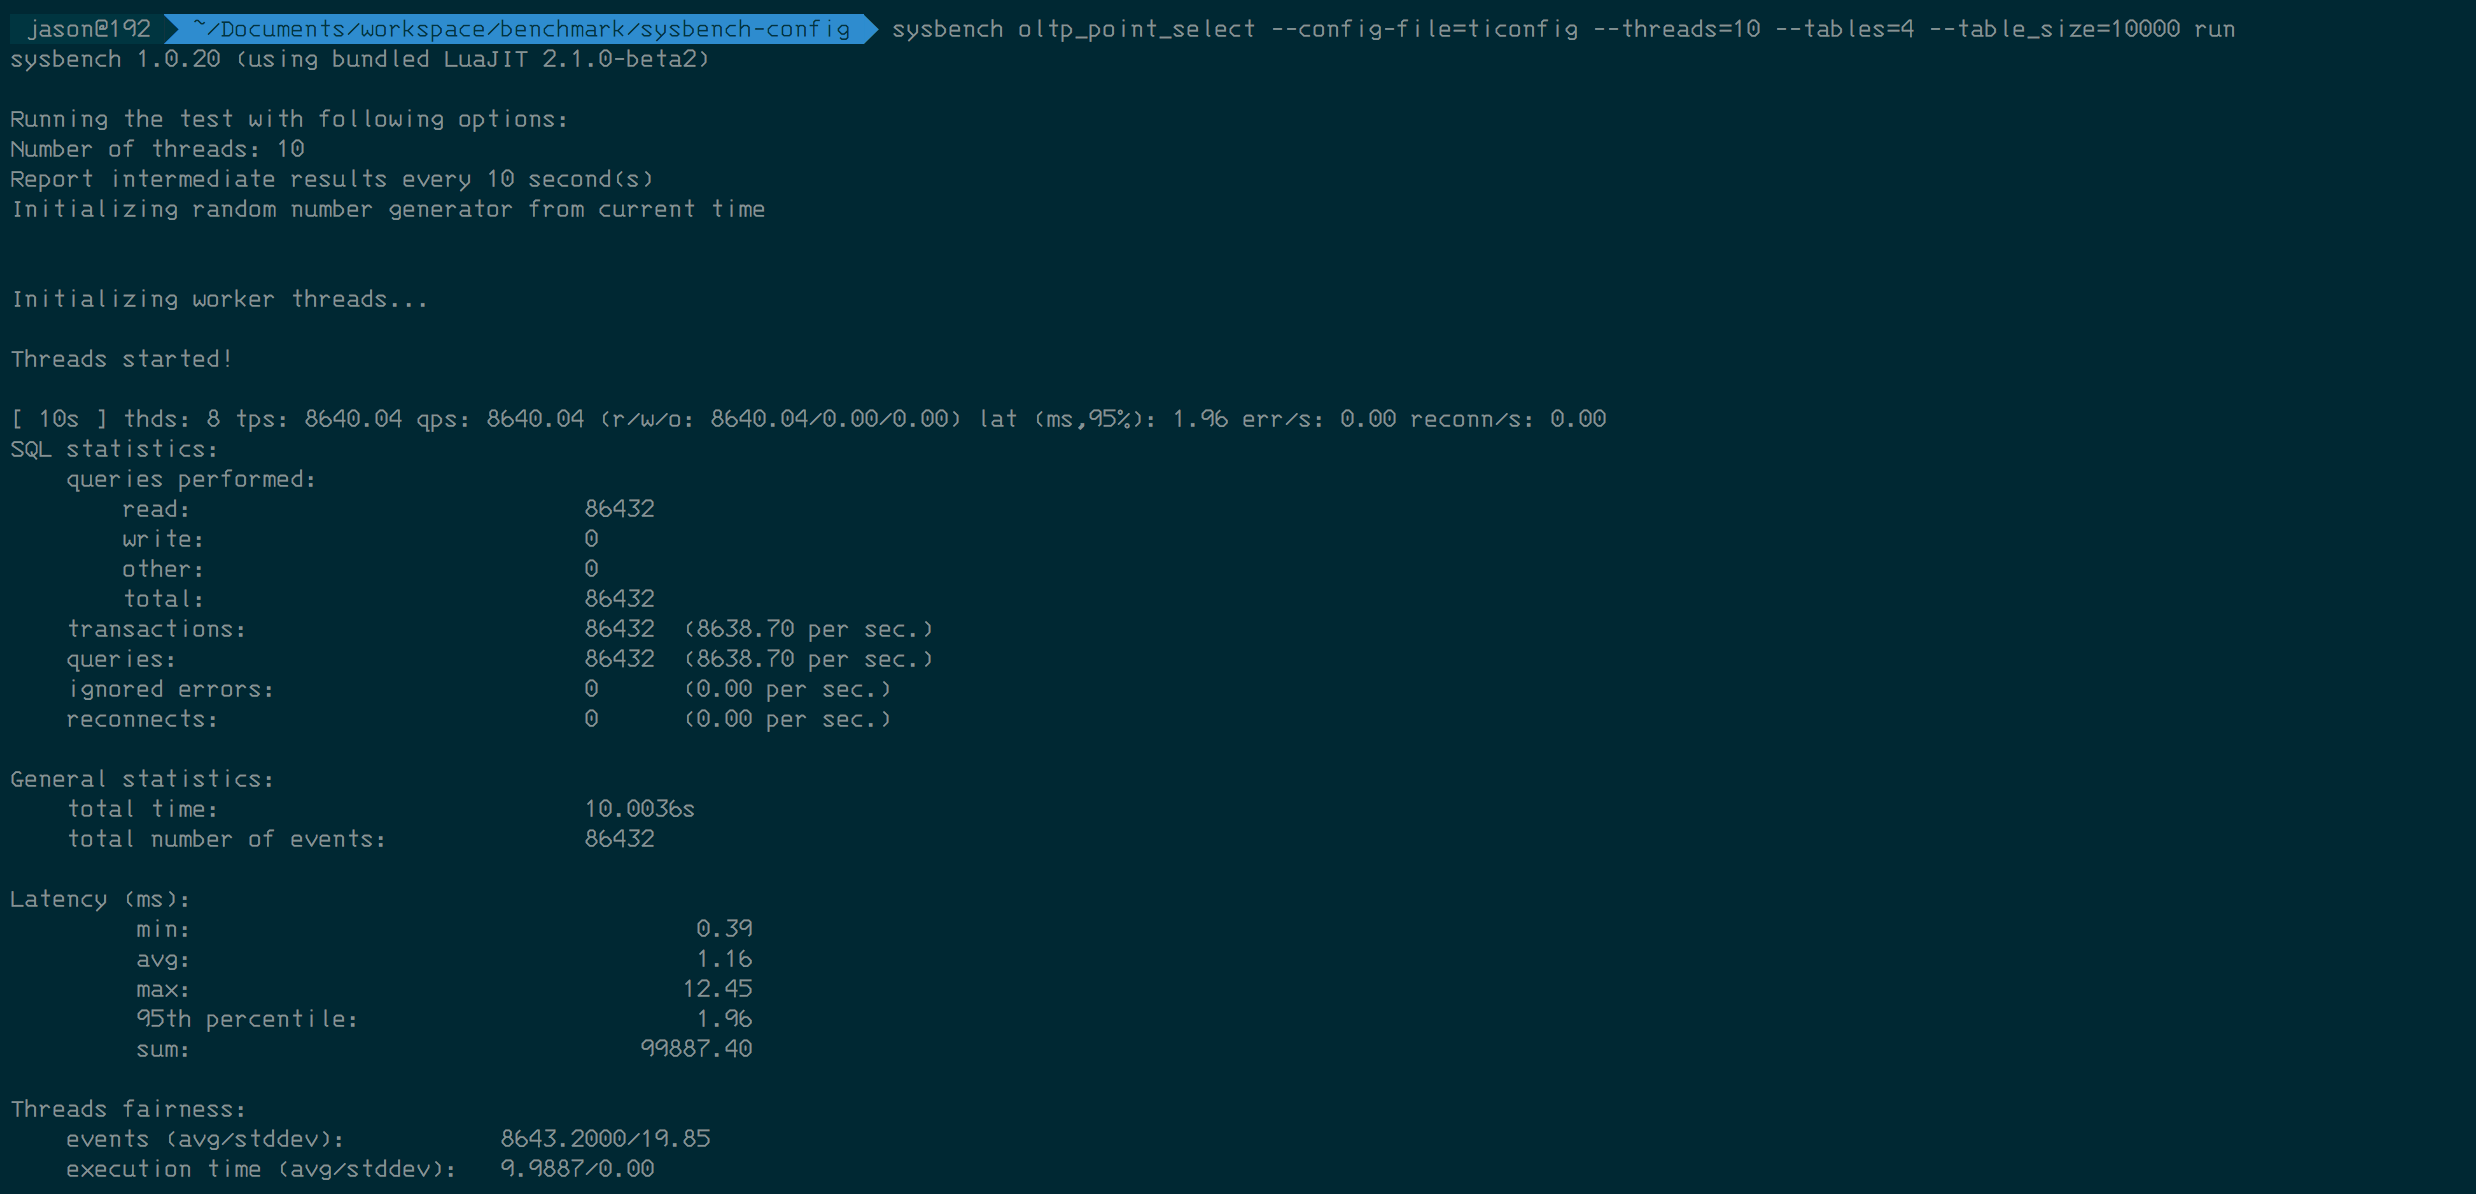 jason@192 ~/Documents/workspace/benchmark/sysbench-config sysbench oltp_point_select --config-file=ticonfig --threads=10 --tables=4 --table_size=10000 run
sysbench 1.0.20 (using bundled LuaJIT 2.1.0-beta2)
Running the test with following options:
Number of threads: 10
Report intermediate results every 10 second(s)
Initializing random number generator from current time
Initializing worker threads...
Threads started!
[ 10s ] thds: 8 tps: 8640.04 qps: 8640.04 (r/w/o: 8640.04/0.00/0.00) lat (ms,95%): 1.96 err/s: 0.00 reconn/s: 0.00
SQL statistics:
queries performed:
read: 86432
write: 0
other: 0
total: 86432
transactions: 86432 (8638.70 per sec.)
queries: 86432 (8638.70 per sec.)
ignored errors: 0 (0.00 per sec.)
reconnects: 0 (0.00 per sec.)
General statistics:
total time: 10.0036s
total number of events: 86432
Latency (ms):
min: 0.39
avg: 1.16
max: 12.45
95th percentile: 1.96
sum: 99887.40
Threads fairness:
events (avg/stddev): 8643.2000/19.85
execution time (avg/stddev): 9.9887/0.00